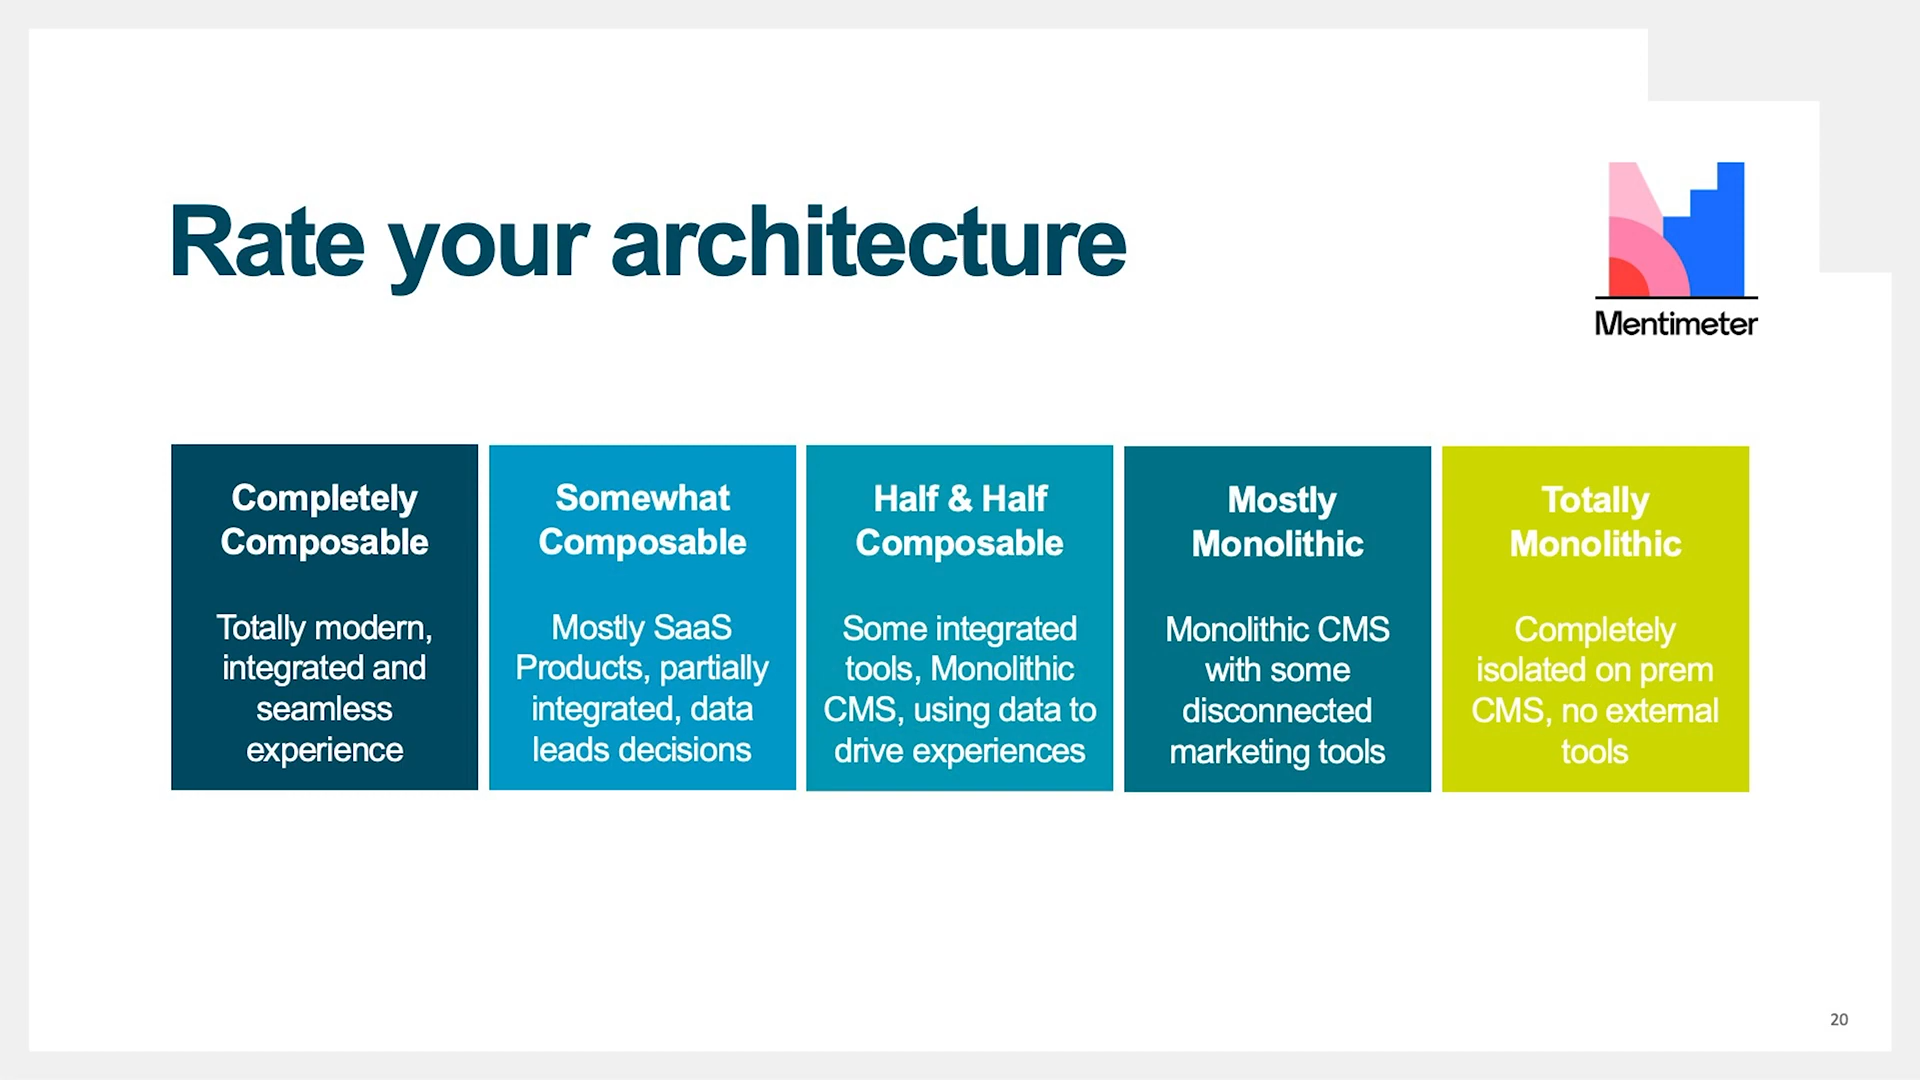 Rate your architecture
Mentimeter
Completely
Composable
Totally modern,
integrated and
seamless
experience
Somewhat
Composable
Mostly SaaS
Products, partially
integrated, data
leads decisions
Half & Half
Composable
Some integrated
tools, Monolithic
CMS, using data to
drive experiences
Mostly
Monolithic
Monolithic CMS
with some
disconnected
marketing tools
Totally
Monolithic
Completely
isolated on prem
CMS, no external
tools
20